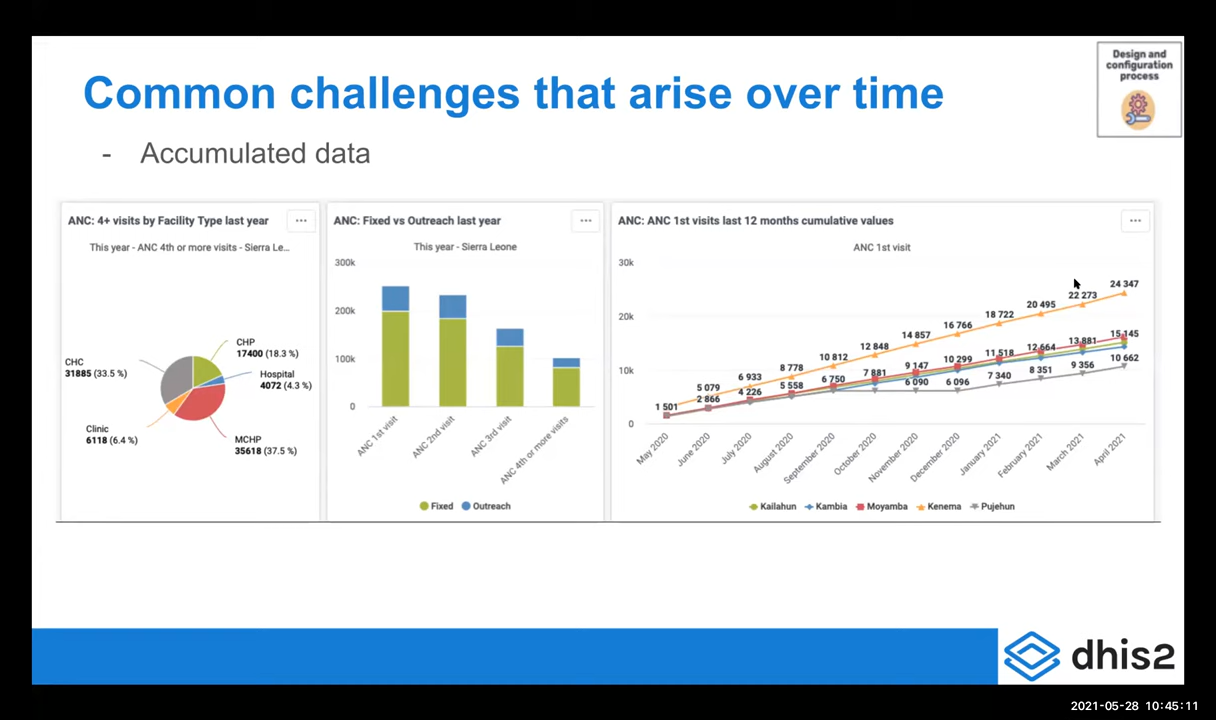 Common challenges that arise over time
Design and
configuration
process
- Accumulated data
ANC: 4+ visits by Facility Type last year
...
This year - ANC 4th or more visits - Sierra Le...
CHP
17400 (18.3 %)
Hospital
4072 (4.3 %)
CHC
31885 (33.5 %)
Clinic
6118 (6.4 %)
MCHP
35618 (37.5 %)
ANC: Fixed vs Outreach last year
...
This year - Sierra Leone
300k
200k
100k
0
ANC 1st visit
ANC 2nd visit
ANC 3rd visit
ANC 4th or more visits
Fixed
Outreach
ANC: ANC 1st visits last 12 months cumulative values
...
ANC 1st visit
30k
20k
10k
0
1 501
5 079
2 866
6 933
4 226
8 778
5 558
10 812
6 750
12 848
7 881
14 857
9 147
6 090
16 766
10 299
6 096
18 722
11 518
7 340
20 495
12 664
8 351
22 273
13 881
9 356
24 347
15 145
10 662
May 2020
June 2020
July 2020
August 2020
September 2020
October 2020
November 2020
December 2020
January 2021
February 2021
March 2021
April 2021
Kailahun
Kambia
Moyamba
Kenema
Pujehun
dhis2
2021-05-28 10:45:11